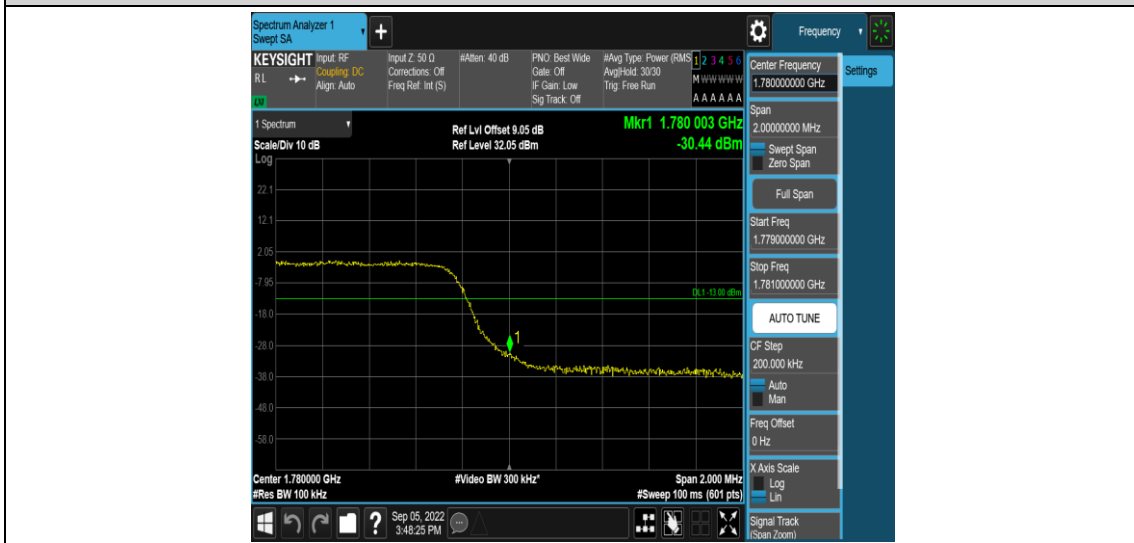 Spectrum Analyzer 1
Swept SA
+
Frequency
KEYSIGHT
RL
LXI
Input: RF
Coupling: DC
Align: Auto
Input Z: 50 Ω
Corrections: Off
Freq Ref: Int (S)
#Atten: 40 dB
PNO: Best Wide
Gate: Off
IF Gain: Low
Sig Track: Off
#Avg Type: Power (RMS
Avg|Hold: 30/30
Trig: Free Run
1 2 3 4 5 6
M W W W W W
A A A A A A
1 Spectrum
Scale/Div 10 dB
Log
Ref Lvl Offset 9.05 dB
Ref Level 32.05 dBm
Mkr1 1.780 003 GHz
-30.44 dBm
22.1
12.1
2.05
-7.95
-18.0
-28.0
-38.0
-48.0
-58.0
DL1 -13.00 dBm
1
Center 1.780000 GHz
#Res BW 100 kHz
#Video BW 300 kHz*
Span 2.000 MHz
#Sweep 100 ms (601 pts)
Center Frequency
1.780000000 GHz
Settings
Span
2.00000000 MHz
Swept Span
Zero Span
Full Span
Start Freq
1.779000000 GHz
Stop Freq
1.781000000 GHz
AUTO TUNE
CF Step
200.000 kHz
Auto
Man
Freq Offset
0 Hz
X Axis Scale
Log
Lin
Signal Track
(Span Zoom)
?
Sep 05, 2022
3:48:25 PM